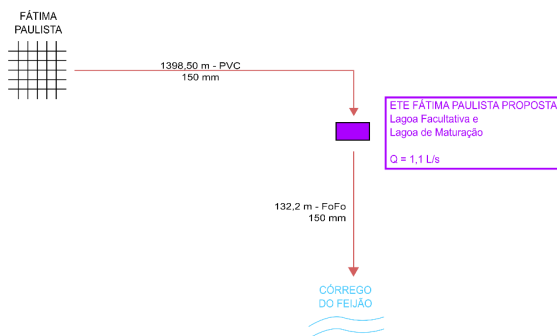 FÁTIMA
PAULISTA
1398,50 m - PVC
150 mm
ETE FÁTIMA PAULISTA PROPOSTA
Lagoa Facultativa e
Lagoa de Maturação
Q = 1,1 L/s
132,2 m - FoFo
150 mm
CÓRREGO
DO FEIJÃO